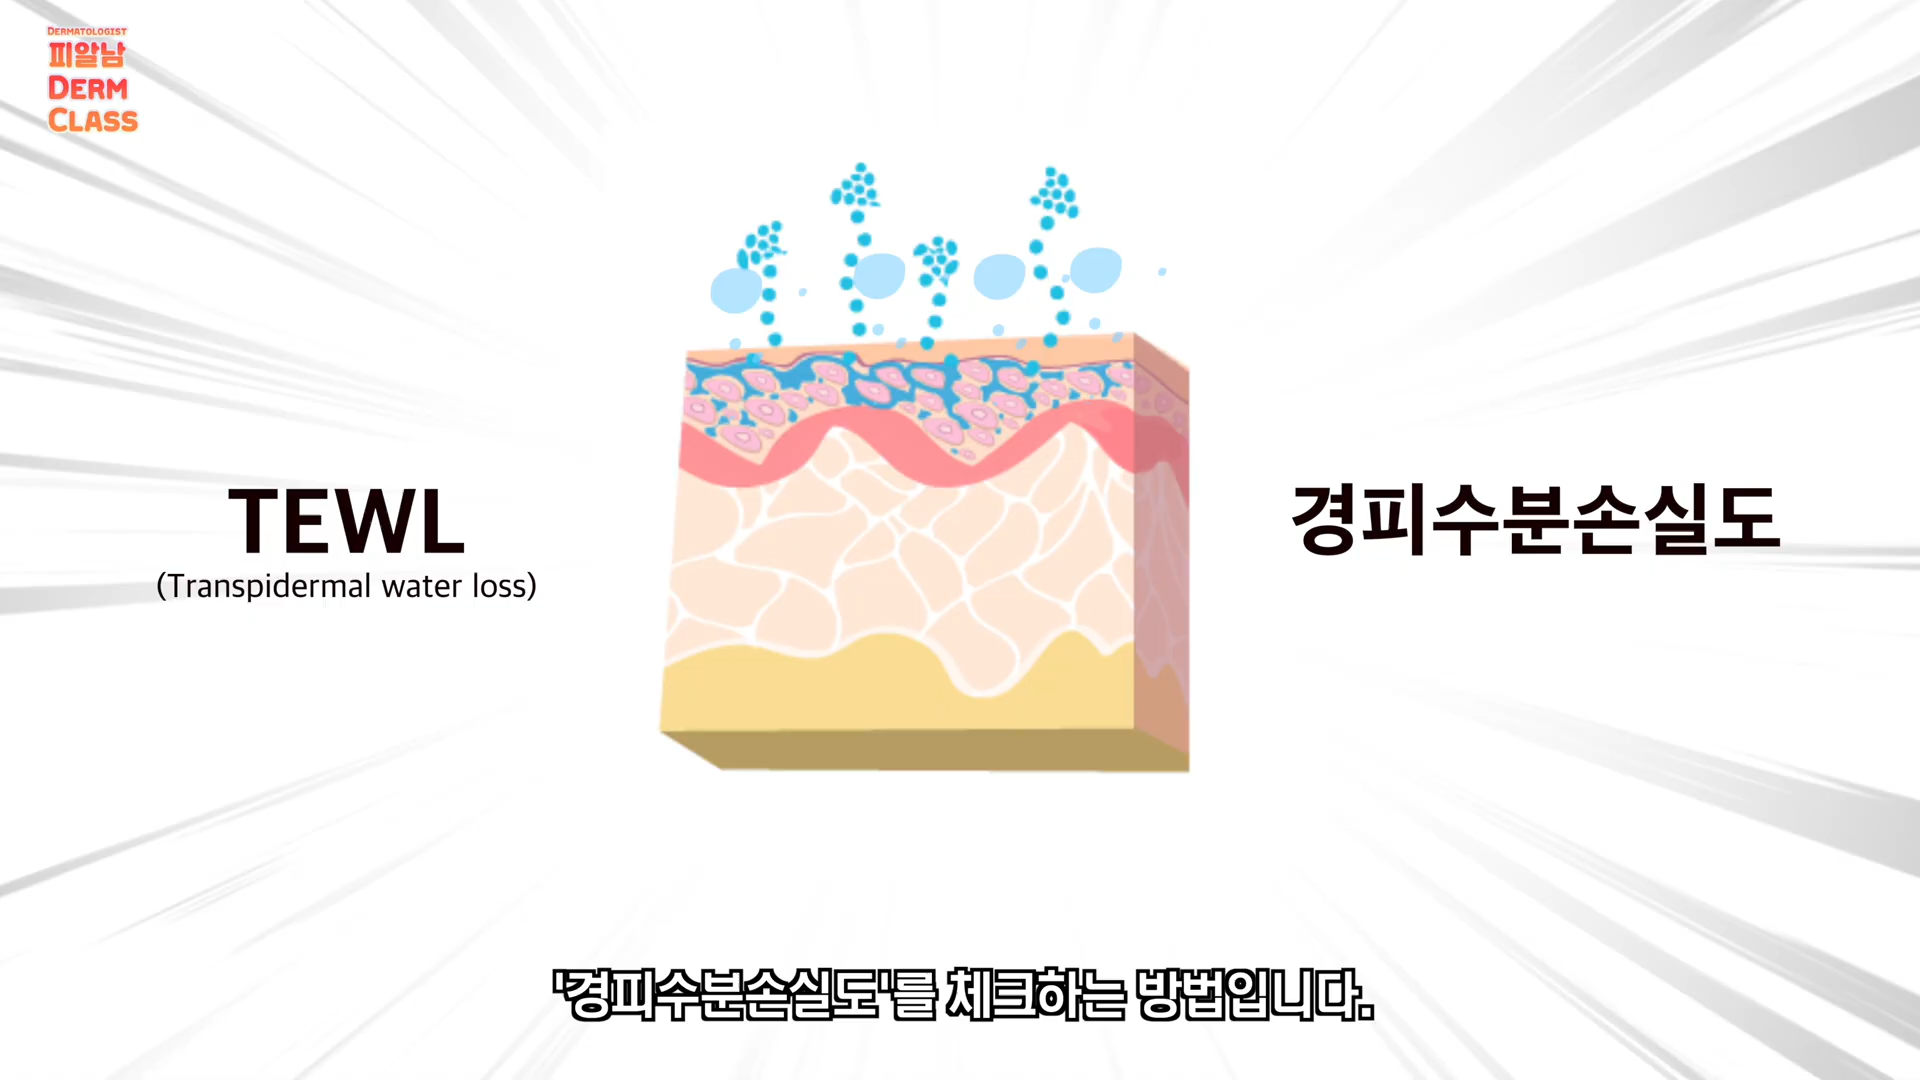 DERMATOLOGIST
피알남
DERM
CLASS
TEWL
(Transpidermal water loss)
경피수분손실도
'경피수분손실도'를 체크하는 방법입니다.